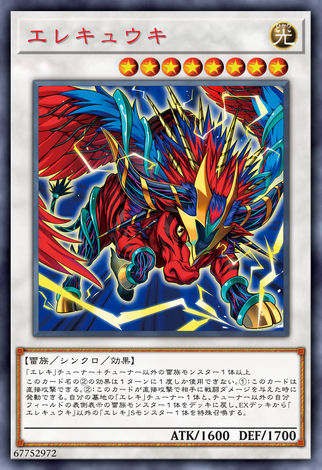 エレキュウキ
光
【雷族／シンクロ／効果】
「エレキ」チューナー＋チューナー以外の雷族モンスター１体以上
このカード名の②の効果は１ターンに１度しか使用できない。①：このカードは
直接攻撃できる。②：このカードが直接攻撃で相手に戦闘ダメージを与えた時に
発動できる。自分の墓地の「エレキ」チューナー１体と、チューナー以外の自分
フィールドの表側表示の雷族モンスター１体をデッキに戻し、EXデッキから「
エレキュウキ」以外の「エレキ」Sモンスター１体を特殊召喚する。
ATK/1600 DEF/1700
67752972